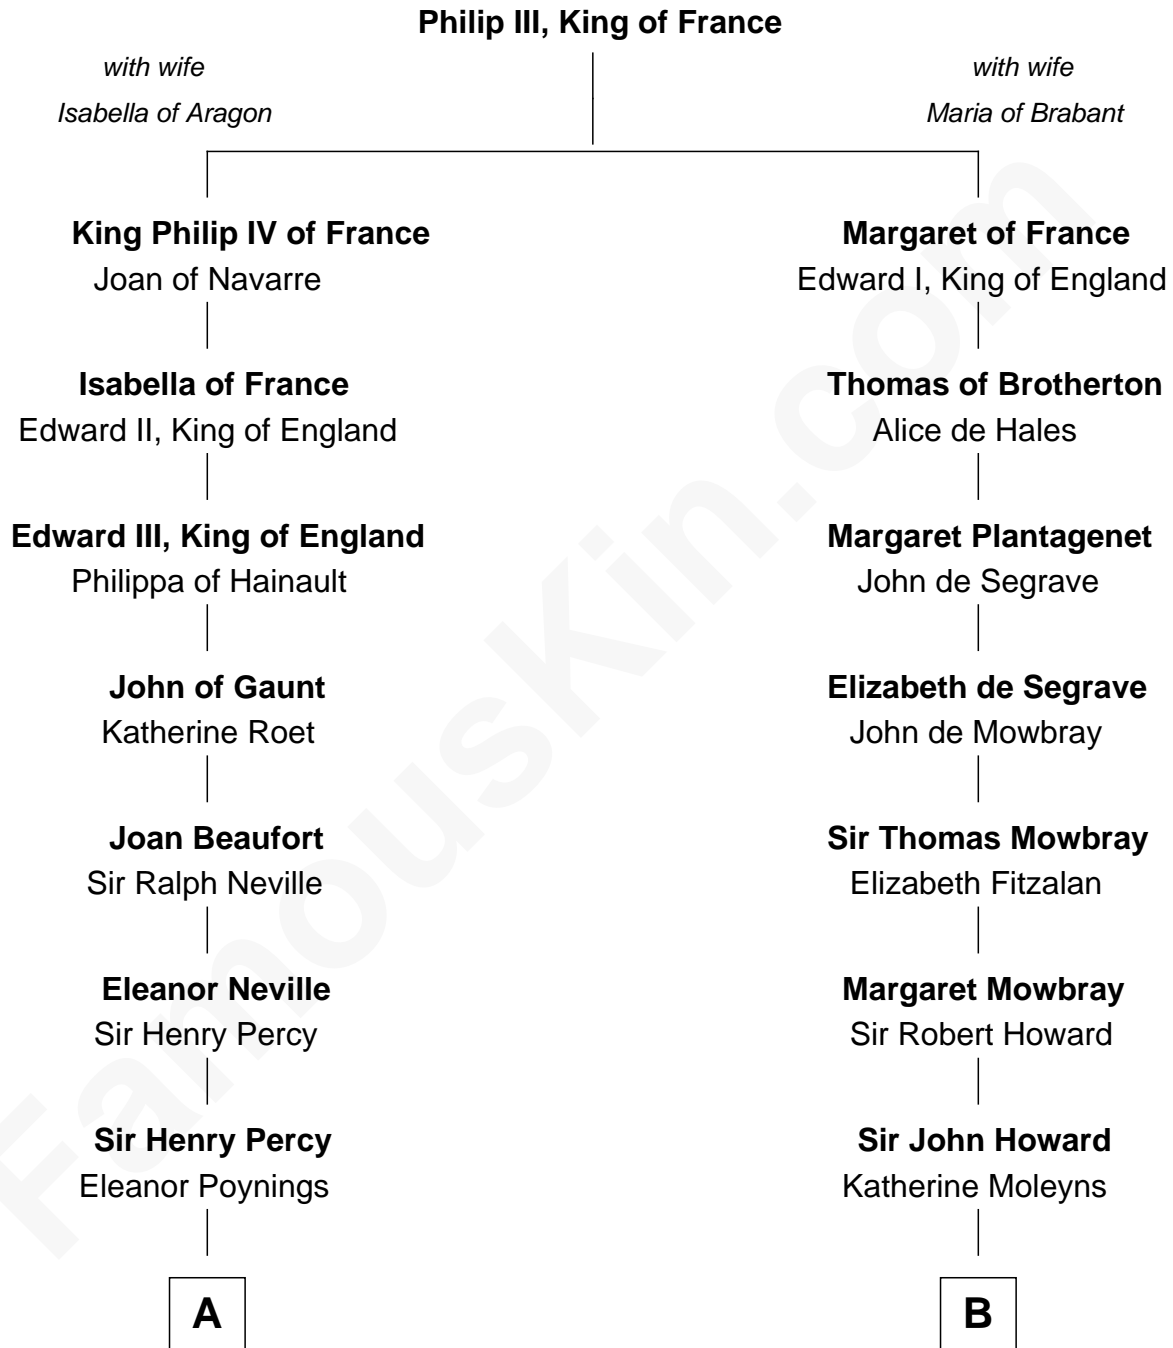 Philip III, King of France
with wife
Isabella of Aragon
with wife
Maria of Brabant
King Philip IV of France
Joan of Navarre
Isabella of France
Edward II, King of England
Edward III, King of England
Philippa of Hainault
John of Gaunt
Katherine Roet
Joan Beaufort
Sir Ralph Neville
Eleanor Neville
Sir Henry Percy
Sir Henry Percy
Eleanor Poynings
A
Margaret of France
Edward I, King of England
Thomas of Brotherton
Alice de Hales
Margaret Plantagenet
John de Segrave
Elizabeth de Segrave
John de Mowbray
Sir Thomas Mowbray
Elizabeth Fitzalan
Margaret Mowbray
Sir Robert Howard
Sir John Howard
Katherine Moleyns
B
FamousKin.com